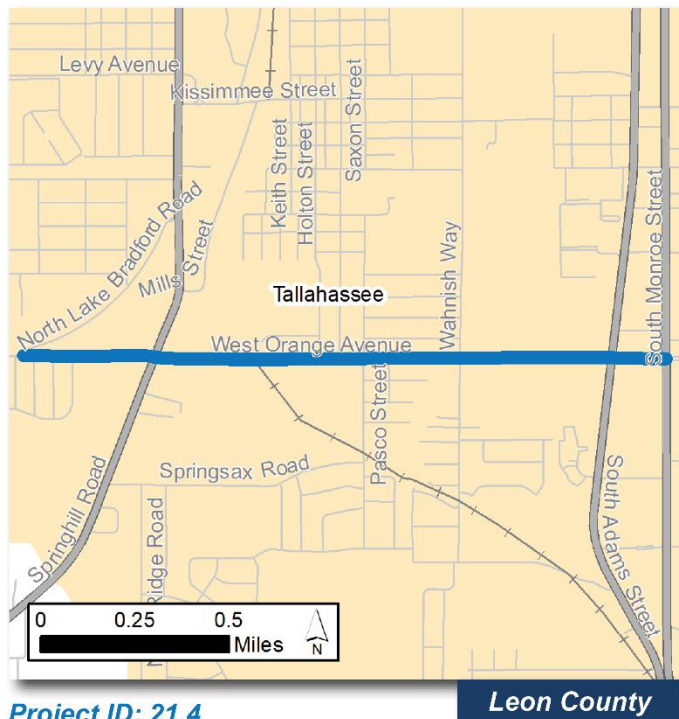 Levy Avenue
Kissimmee Street
Saxon Street
Keith Street
Holton Street
North Lake Bradford Road
Mills Street
Wahnish Way
South Monroe Street
Tallahassee
West Orange Avenue
Pasco Street
Springsax Road
Springhill Road
Ridge Road
South Adams Street
0 0.25 0.5
Miles
N
Project ID: 21.4
Leon County